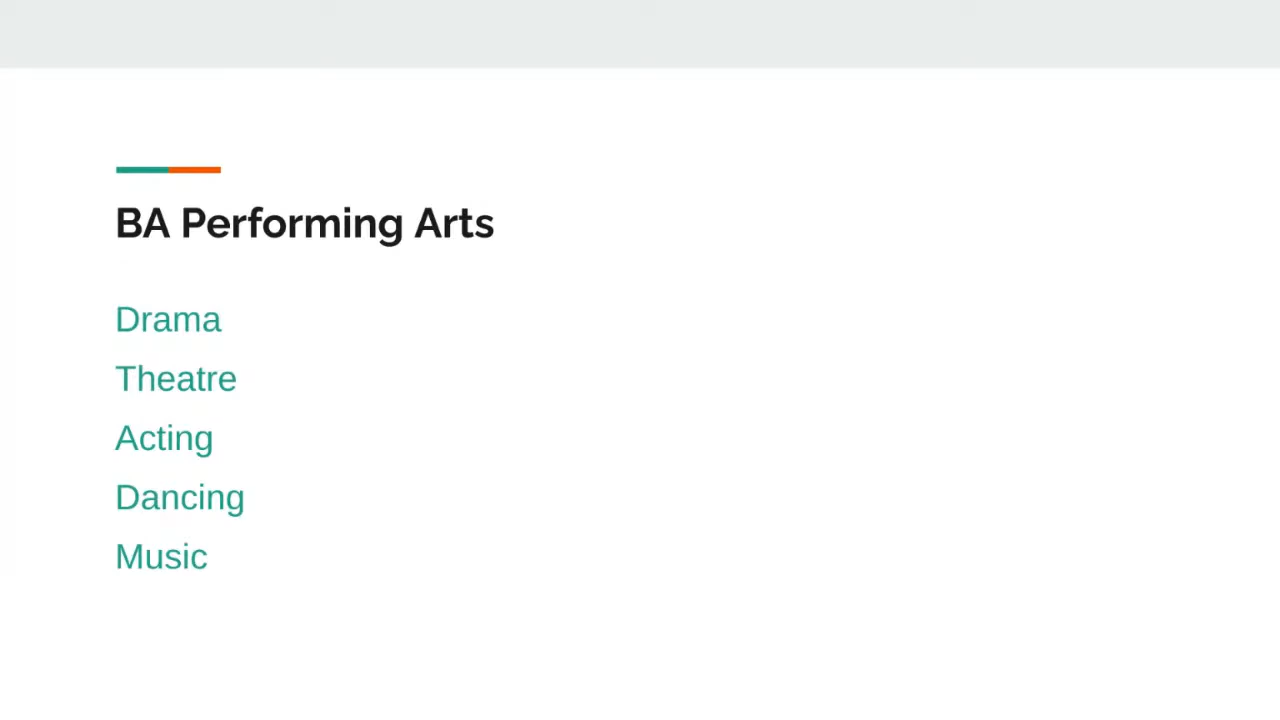 BA Performing Arts
Drama
Theatre
Acting
Dancing
Music